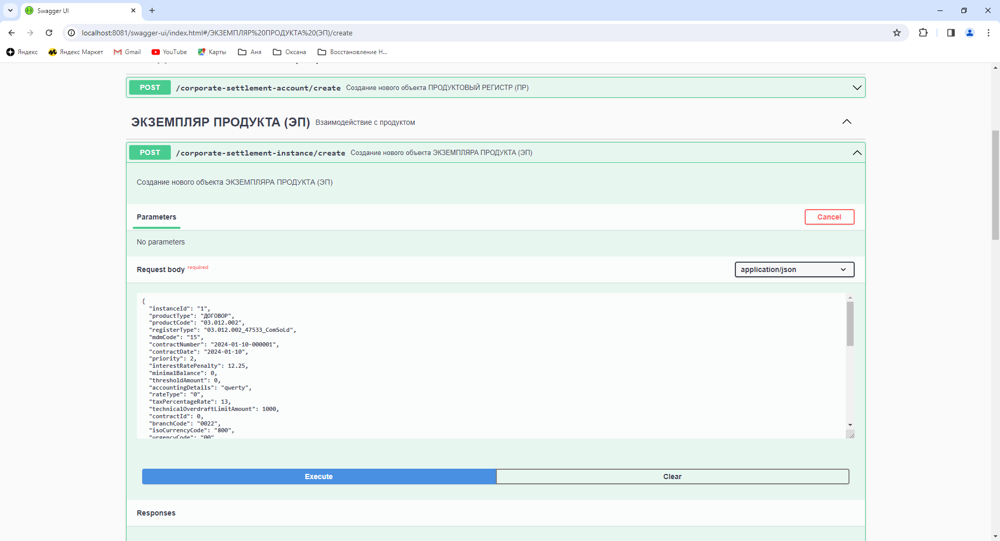 Swagger UI
localhost:8081/swagger-ui/index.html#/ЭКЗЕМПЛЯР%20ПРОДУКТА%20(ЭП)/create
Яндекс
Яндекс Маркет
Gmail
YouTube
Карты
Аня
Оксана
Восстановление Н...
POST /corporate-settlement-account/create Создание нового объекта ПРОДУКТОВЫЙ РЕГИСТР (ПР)
ЭКЗЕМПЛЯР ПРОДУКТА (ЭП) Взаимодействие с продуктом
POST /corporate-settlement-instance/create Создание нового объекта ЭКЗЕМПЛЯРА ПРОДУКТА (ЭП)
Создание нового объекта ЭКЗЕМПЛЯРА ПРОДУКТА (ЭП)
Parameters
Cancel
No parameters
Request body required
application/json
{
"instanceId": "1",
"productType": "ДОГОВОР",
"productCode": "03.012.002",
"registerType": "03.012.002_47533_ComSoLd",
"mdmCode": "15",
"contractNumber": "2024-01-10-000001",
"contractDate": "2024-01-10",
"priority": 2,
"interestRatePenalty": 12.25,
"minimalBalance": 0,
"thresholdAmount": 0,
"accountingDetails": "qwerty",
"rateType": "0",
"taxPercentageRate": 13,
"technicalOverdraftLimitAmount": 1000,
"contractId": 0,
"branchCode": "0022",
"isoCurrencyCode": "800",
"urgencyCode": "00"
Execute
Clear
Responses